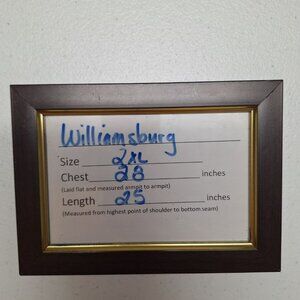 Williamsburg
Size 2XL
Chest 28 inches
(Laid flat and measured armpit to armpit)
Length 25 inches
(Measured from highest point of shoulder to bottom seam)